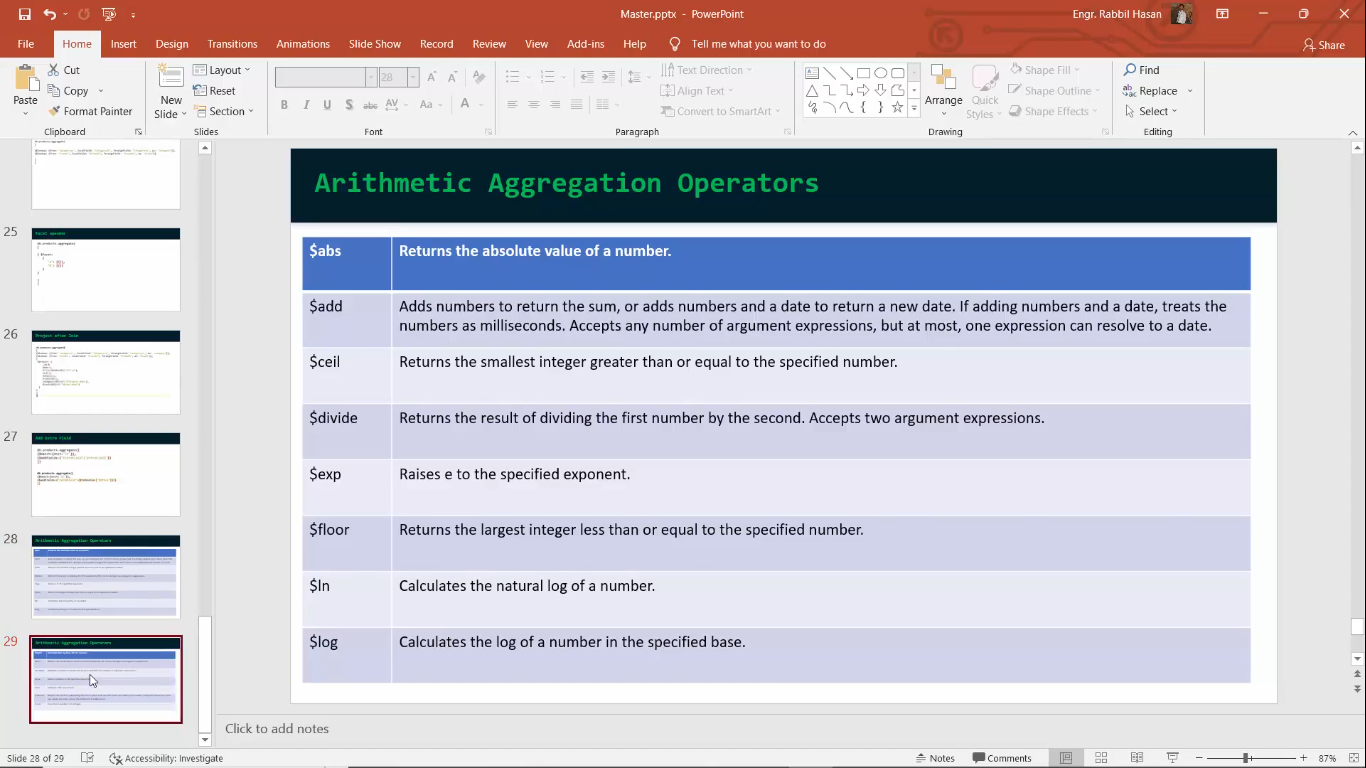 Master.pptx - PowerPoint
Engr. Rabbil Hasan
File Home Insert Design Transitions Animations Slide Show Record Review View Add-ins Help Tell me what you want to do Share
Paste
Cut
Copy
Format Painter
Clipboard
New Slide
Layout
Reset
Section
Slides
28
Font
Text Direction
Align Text
Convert to SmartArt
Paragraph
Arrange
Quick Styles
Shape Fill
Shape Outline
Shape Effects
Drawing
Find
Replace
Select
Editing
25
26
27
Add extra Field
28
Arithmetic Aggregation Operators
29
Arithmetic Aggregation Operators
Arithmetic Aggregation Operators
$abs Returns the absolute value of a number.
$add Adds numbers to return the sum, or adds numbers and a date to return a new date. If adding numbers and a date, treats the
numbers as milliseconds. Accepts any number of argument expressions, but at most, one expression can resolve to a date.
$ceil Returns the smallest integer greater than or equal to the specified number.
$divide Returns the result of dividing the first number by the second. Accepts two argument expressions.
$exp Raises e to the specified exponent.
$floor Returns the largest integer less than or equal to the specified number.
$ln Calculates the natural log of a number.
$log Calculates the log of a number in the specified base.
Click to add notes
Slide 28 of 29 Accessibility: Investigate Notes Comments 87%